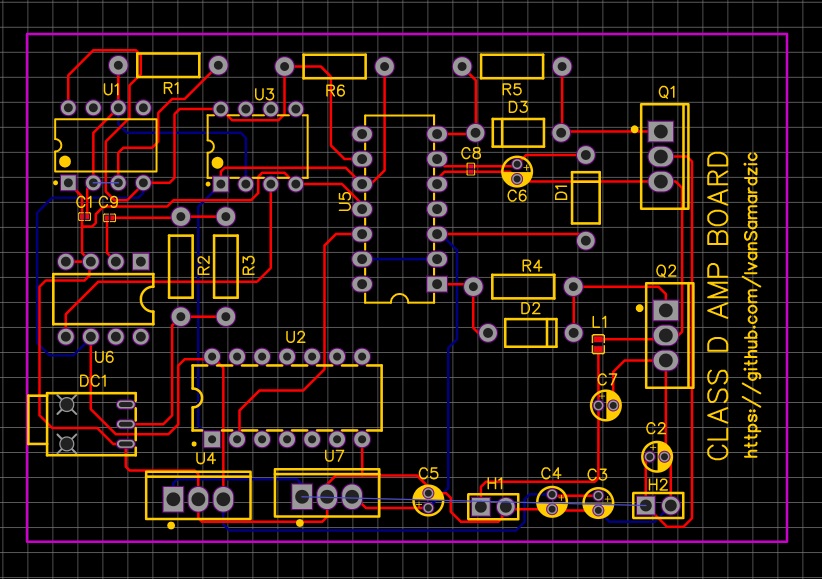 R1
R6
R5
U1
U3
D3
Q1
C8
C6
U5
D1
C1
C9
R2
R3
R4
Q2
D2
L1
U6
U2
DC1
C7
C2
U4
U7
C5
H1
C4
C3
H2
CLASS D AMP BOARD
https://github.com/IvanSamardzic